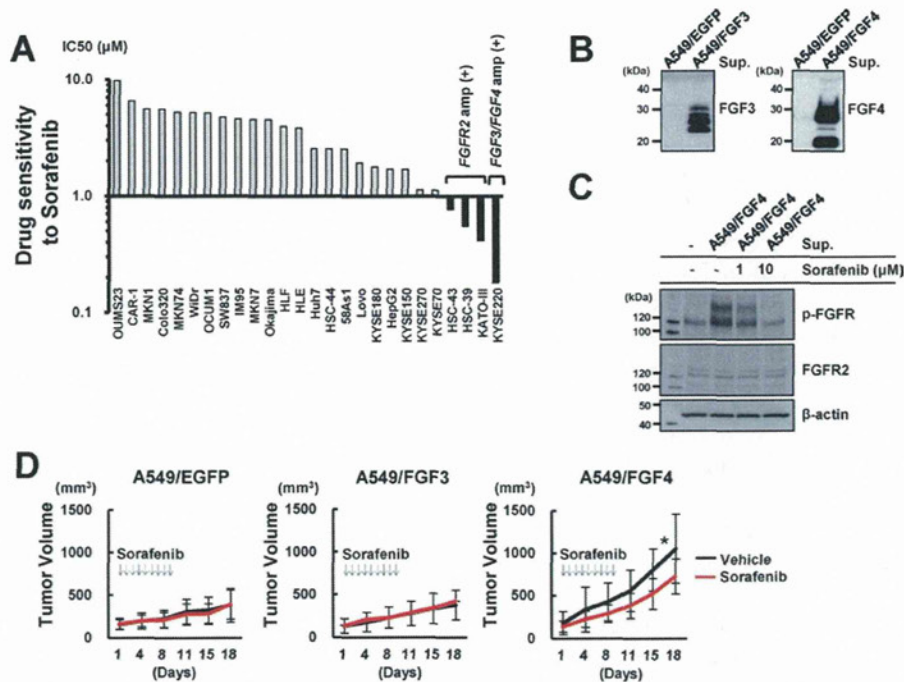 A
IC50 (μM)
Drug sensitivity
to Sorafenib
10.0
1.0
0.1
FGFR2 amp (+)
FGF3/FGF4 amp (+)
OUMS23
CAR-1
MKN1
Colo320
MKN74
WiDr
OCUM1
SW837
IM95
MKN7
Okajima
HLF
HLE
Huh7
HSC-44
58As1
Lovo
KYSE180
HepG2
KYSE150
KYSE270
KYSE70
HSC-43
HSC-39
KATO-III
KYSE220
B
A549/EGFP
A549/FGF3
Sup.
(kDa)
40
30
20
FGF3
A549/EGFP
A549/FGF4
Sup.
(kDa)
40
30
20
FGF4
C
- A549/FGF4 A549/FGF4 A549/FGF4 Sup.
- - 1 10 Sorafenib (μM)
(kDa)
120
100
p-FGFR
120
100
FGFR2
50
40
β-actin
D
A549/EGFP
(mm³)
Tumor Volume
1500
1000
500
0
Sorafenib
1 4 8 11 15 18
(Days)
A549/FGF3
(mm³)
Tumor Volume
1500
1000
500
0
Sorafenib
1 4 8 11 15 18
(Days)
A549/FGF4
(mm³)
Tumor Volume
1500
1000
500
0
Sorafenib
*
1 4 8 11 15 18
(Days)
Vehicle
Sorafenib